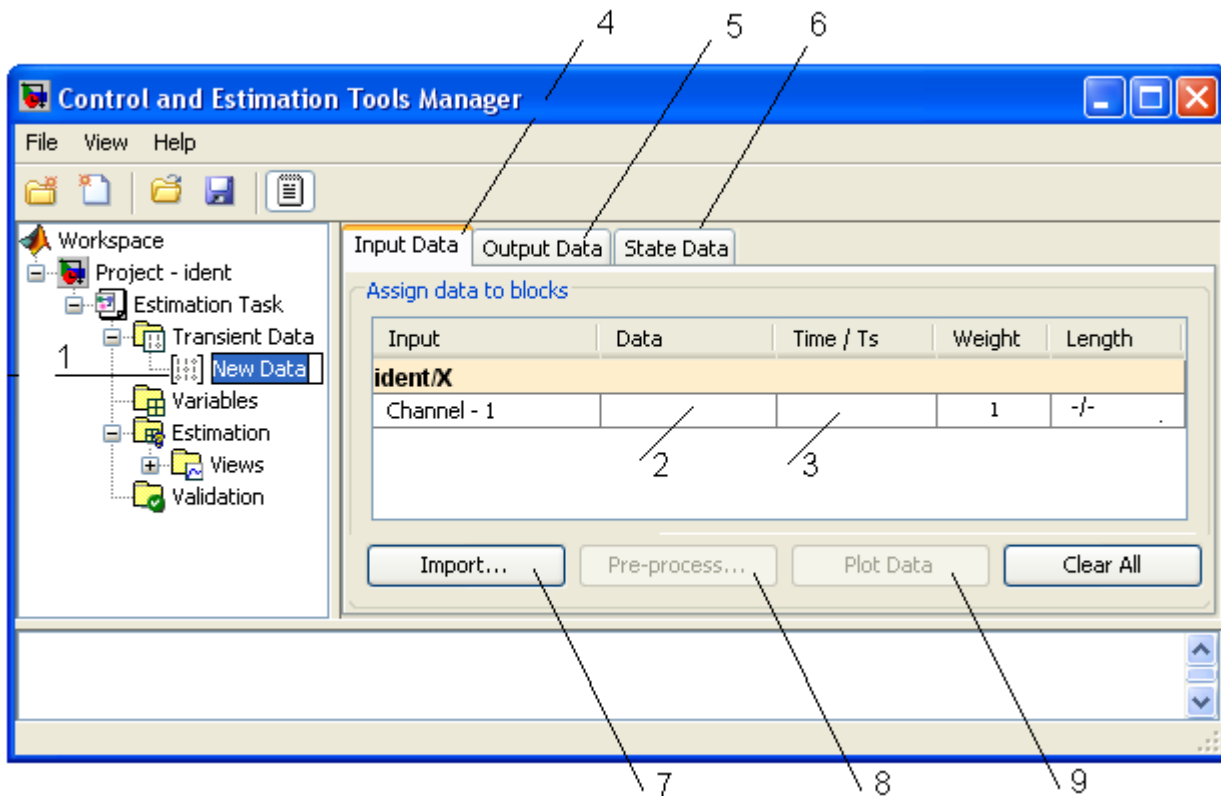 4 5 6
Control and Estimation Tools Manager
File View Help
Workspace
Project - ident
Estimation Task
Transient Data
1
New Data
Variables
Estimation
Views
Validation
Input Data Output Data State Data
Assign data to blocks
Input Data Time / Ts Weight Length
ident/X
Channel - 1 1 -/-
2 3
Import... Pre-process... Plot Data Clear All
7 8 9